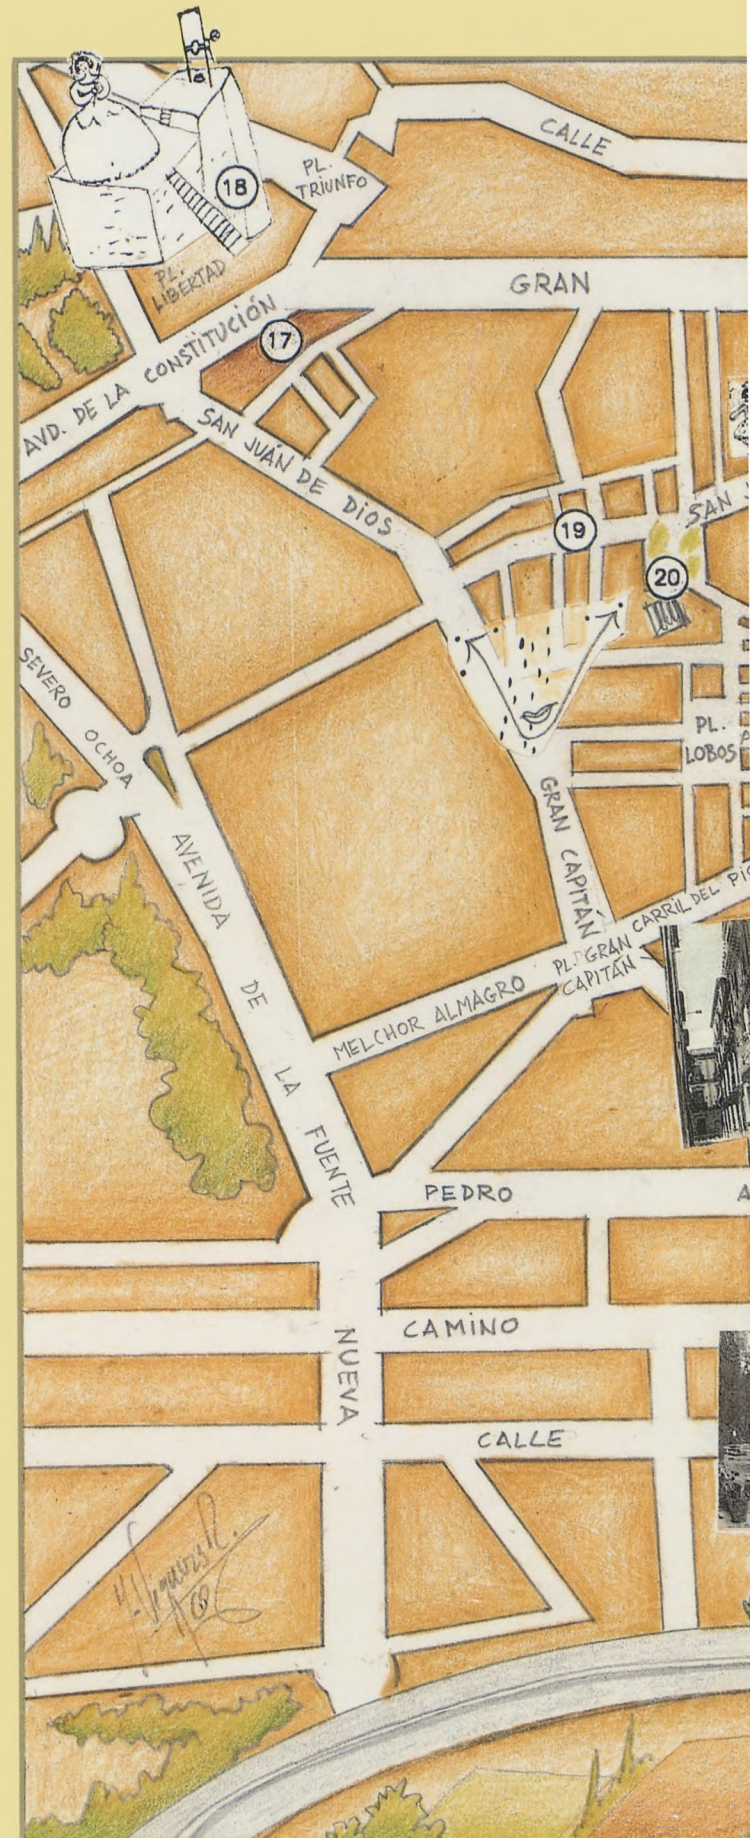 CALLE
PL.
TRIUNFO
18
PL.
LIBERTAD
GRAN
AVD. DE LA CONSTITUCIÓN
17
SAN JUÁN DE DIOS
SAN
19
20
SEVERO OCHOA
PL.
LOBOS
GRAN CAPITÁN
AVENIDA DE LA FUENTE NUEVA
CARRIL DEL
PL. GRAN
CAPITÁN
MELCHOR ALMAGRO
PEDRO A
CAMINO
CALLE